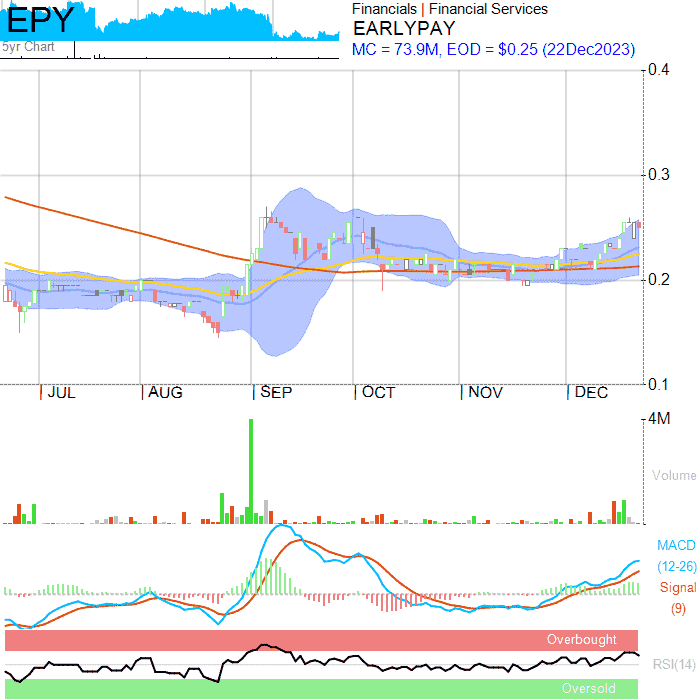 EPY
5yr Chart
Financials | Financial Services
EARLYPAY
MC = 73.9M, EOD = $0.25 (22Dec2023)
0.4
0.3
0.2
0.1
JUL
AUG
SEP
OCT
NOV
DEC
4M
Volume
MACD
(12-26)
Signal
(9)
Overbought
RSI(14)
Oversold